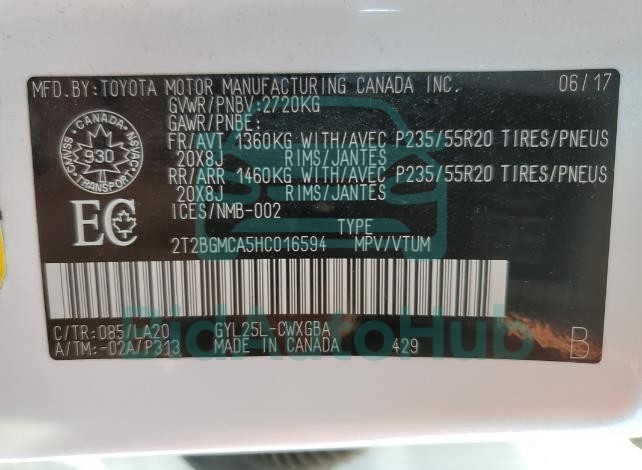 MFD.BY:TOYOTA MOTOR MANUFACTURING CANADA INC. 06/17
GVWR/PNBV:2720KG
GAWR/PNBE:
FR/AVT 1360KG WITH/AVEC P235/55R20 TIRES/PNEUS
20X8J RIMS/JANTES
RR/ARR 1460KG WITH/AVEC P235/55R20 TIRES/PNEUS
20X8J RIMS/JANTES
ICES/NMB-002
CANADA
930
TRANSPORT
EC
TYPE
2T2BGMCA5HC016594 MPV/VTUM
C/TR:085/LA20 GYL25L-CWXGBA
A/TM:-02A/P313 MADE IN CANADA 429 B
BidAutoHub